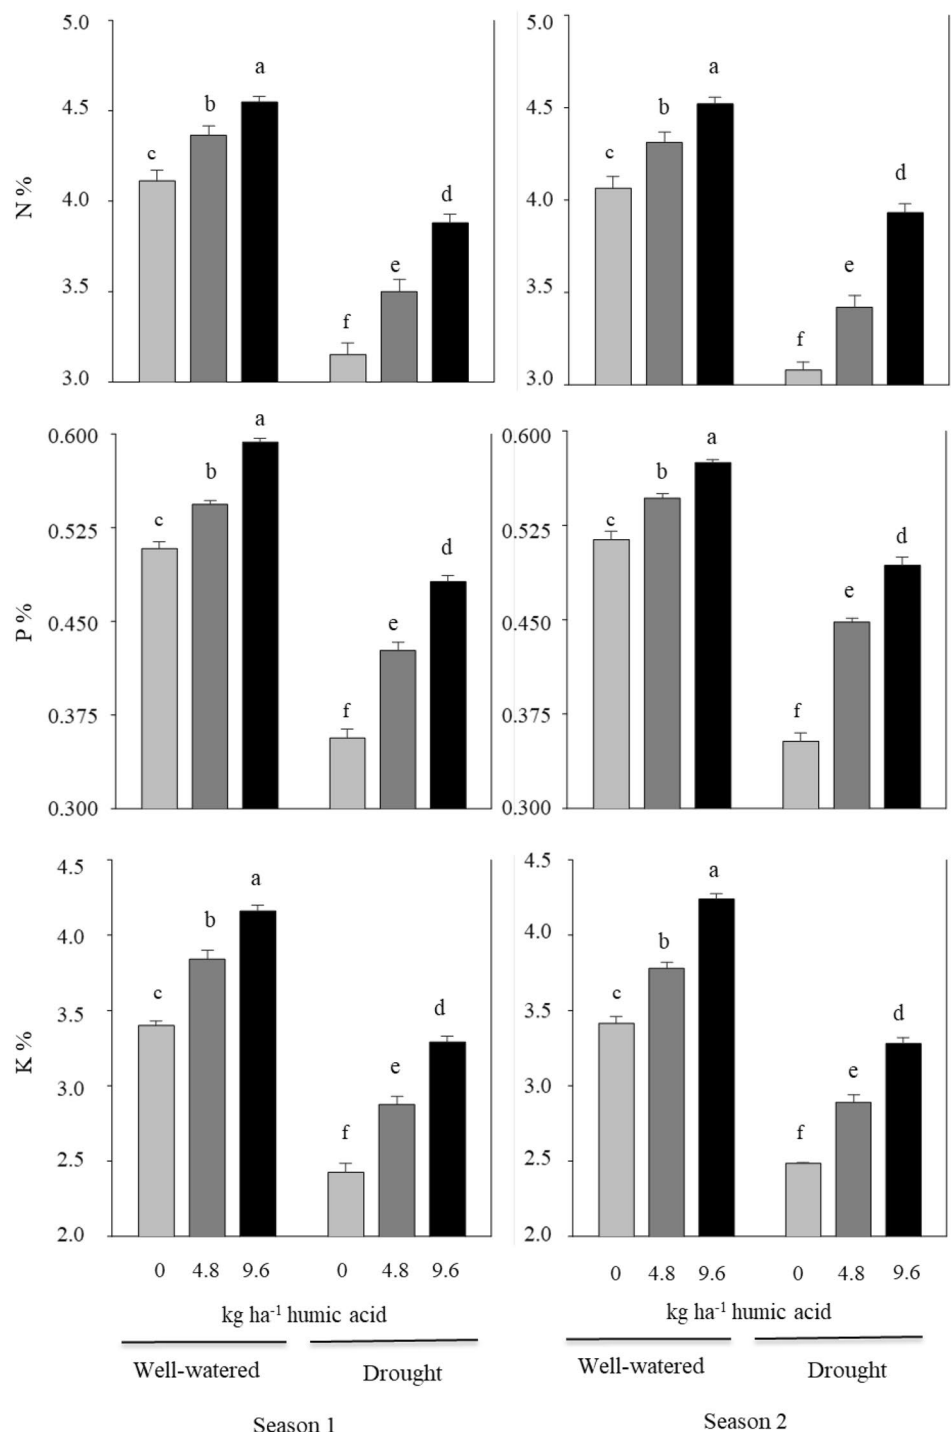 5.0
4.5
4.0
3.5
3.0
N %
c
b
a
f
e
d
5.0
4.5
4.0
3.5
3.0
c
b
a
f
e
d
0.600
0.525
0.450
0.375
0.300
P %
c
b
a
f
e
d
0.600
0.525
0.450
0.375
0.300
c
b
a
f
e
d
4.5
4.0
3.5
3.0
2.5
2.0
K %
c
b
a
f
e
d
4.5
4.0
3.5
3.0
2.5
2.0
c
b
a
f
e
d
0 4.8 9.6 0 4.8 9.6
kg ha⁻¹ humic acid
Well-watered Drought
Season 1
0 4.8 9.6 0 4.8 9.6
kg ha⁻¹ humic acid
Well-watered Drought
Season 2